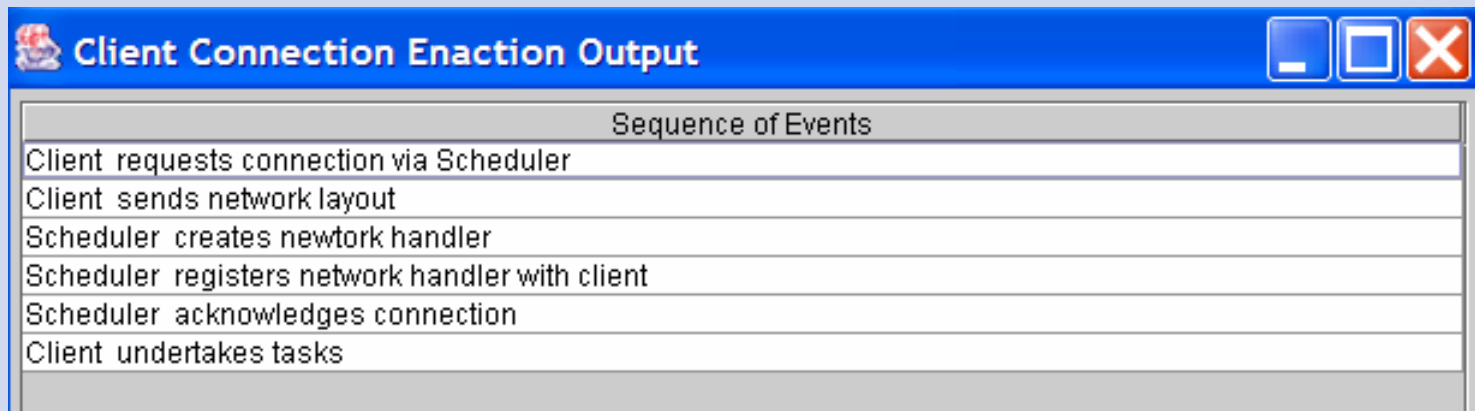 Client Connection Enaction Output
Sequence of Events
Client requests connection via Scheduler
Client sends network layout
Scheduler creates newtork handler
Scheduler registers network handler with client
Scheduler acknowledges connection
Client undertakes tasks